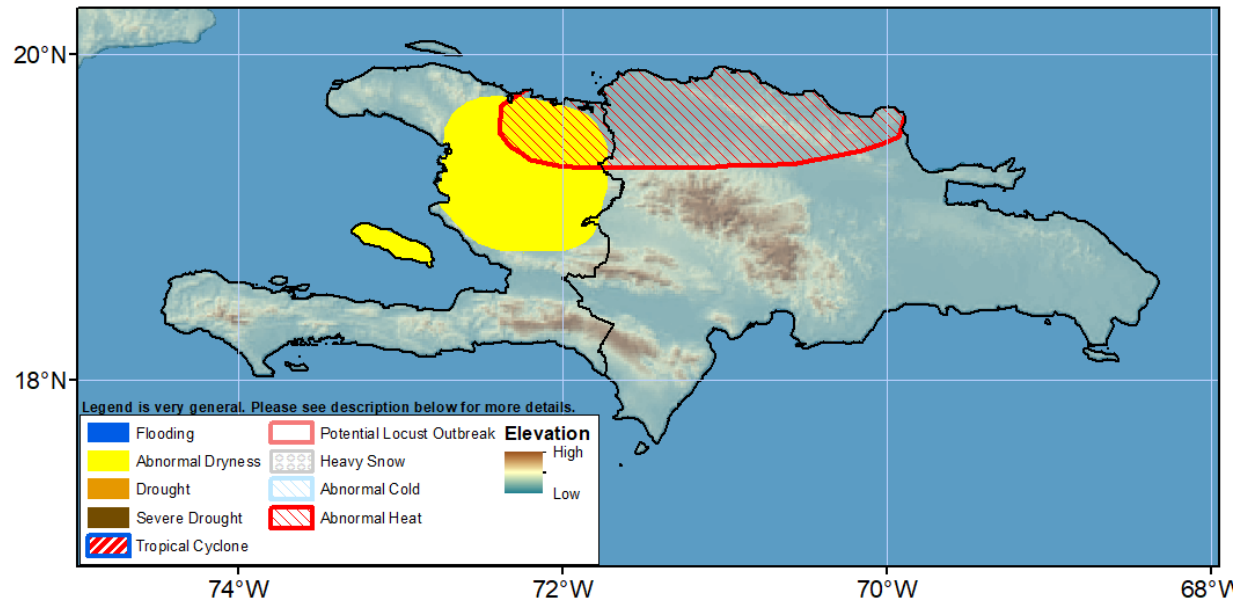 20°N
18°N
Legend is very general. Please see description below for more details.
Flooding
Abnormal Dryness
Drought
Severe Drought
Tropical Cyclone
Potential Locust Outbreak
Heavy Snow
Abnormal Cold
Abnormal Heat
Elevation
High
Low
74°W
72°W
70°W
68°W